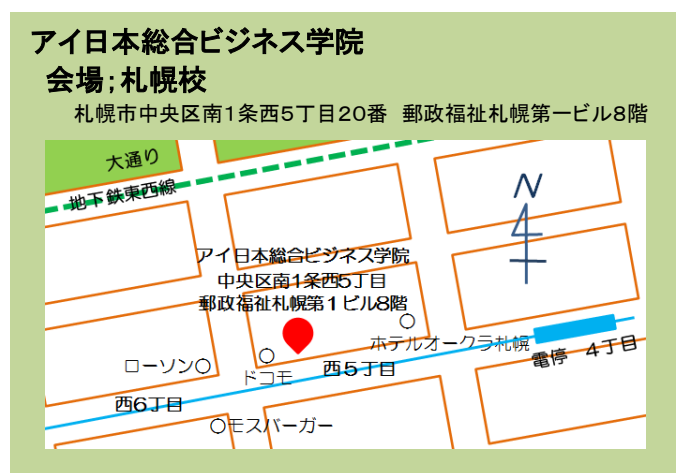 アイ日本総合ビジネス学院
会場;札幌校
札幌市中央区南1条西5丁目20番 郵政福祉札幌第一ビル8階
大通り
地下鉄東西線
N
アイ日本総合ビジネス学院
中央区南1条西5丁目
郵政福祉札幌第1ビル8階
ホテルオークラ札幌
電停 4丁目
ローソン
ドコモ
西5丁目
西6丁目
モスバーガー